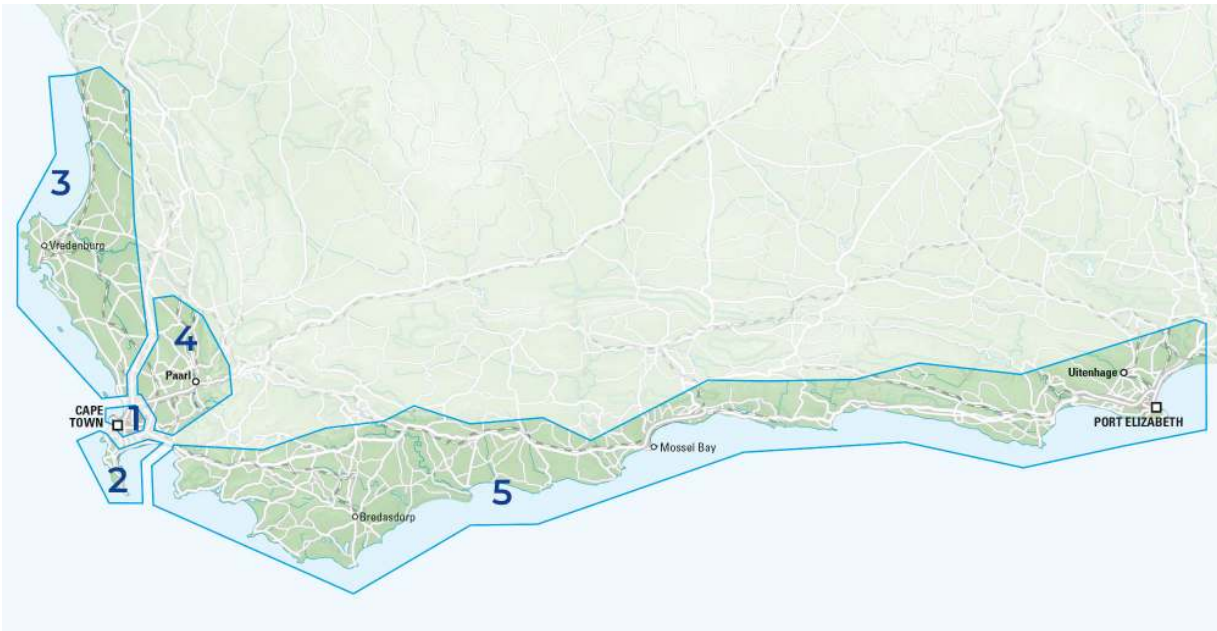 3
Vredenburg
4
Paarl
CAPE
TOWN
1
2
5
Bredasdorp
Mossel Bay
Uitenhage
PORT ELIZABETH